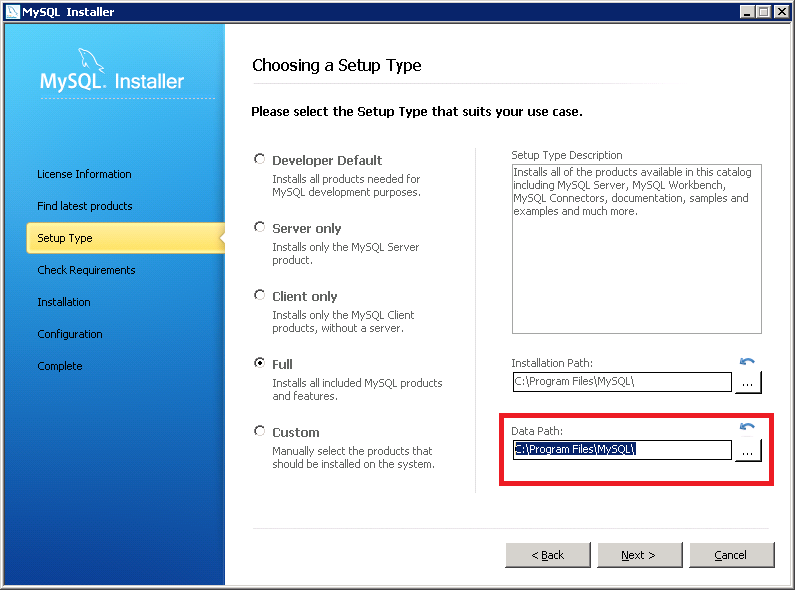 MySQL Installer
MySQL. Installer
License Information
Find latest products
Setup Type
Check Requirements
Installation
Configuration
Complete
Choosing a Setup Type
Please select the Setup Type that suits your use case.
Developer Default
Installs all products needed for
MySQL development purposes.
Server only
Installs only the MySQL Server
product.
Client only
Installs only the MySQL Client
products, without a server.
Full
Installs all included MySQL products
and features.
Custom
Manually select the products that
should be installed on the system.
Setup Type Description
Installs all of the products available in this catalog
including MySQL Server, MySQL Workbench,
MySQL Connectors, documentation, samples and
examples and much more.
Installation Path:
C:\Program Files\MySQL\
...
Data Path:
C:\Program Files\MySQL\
...
< Back
Next >
Cancel